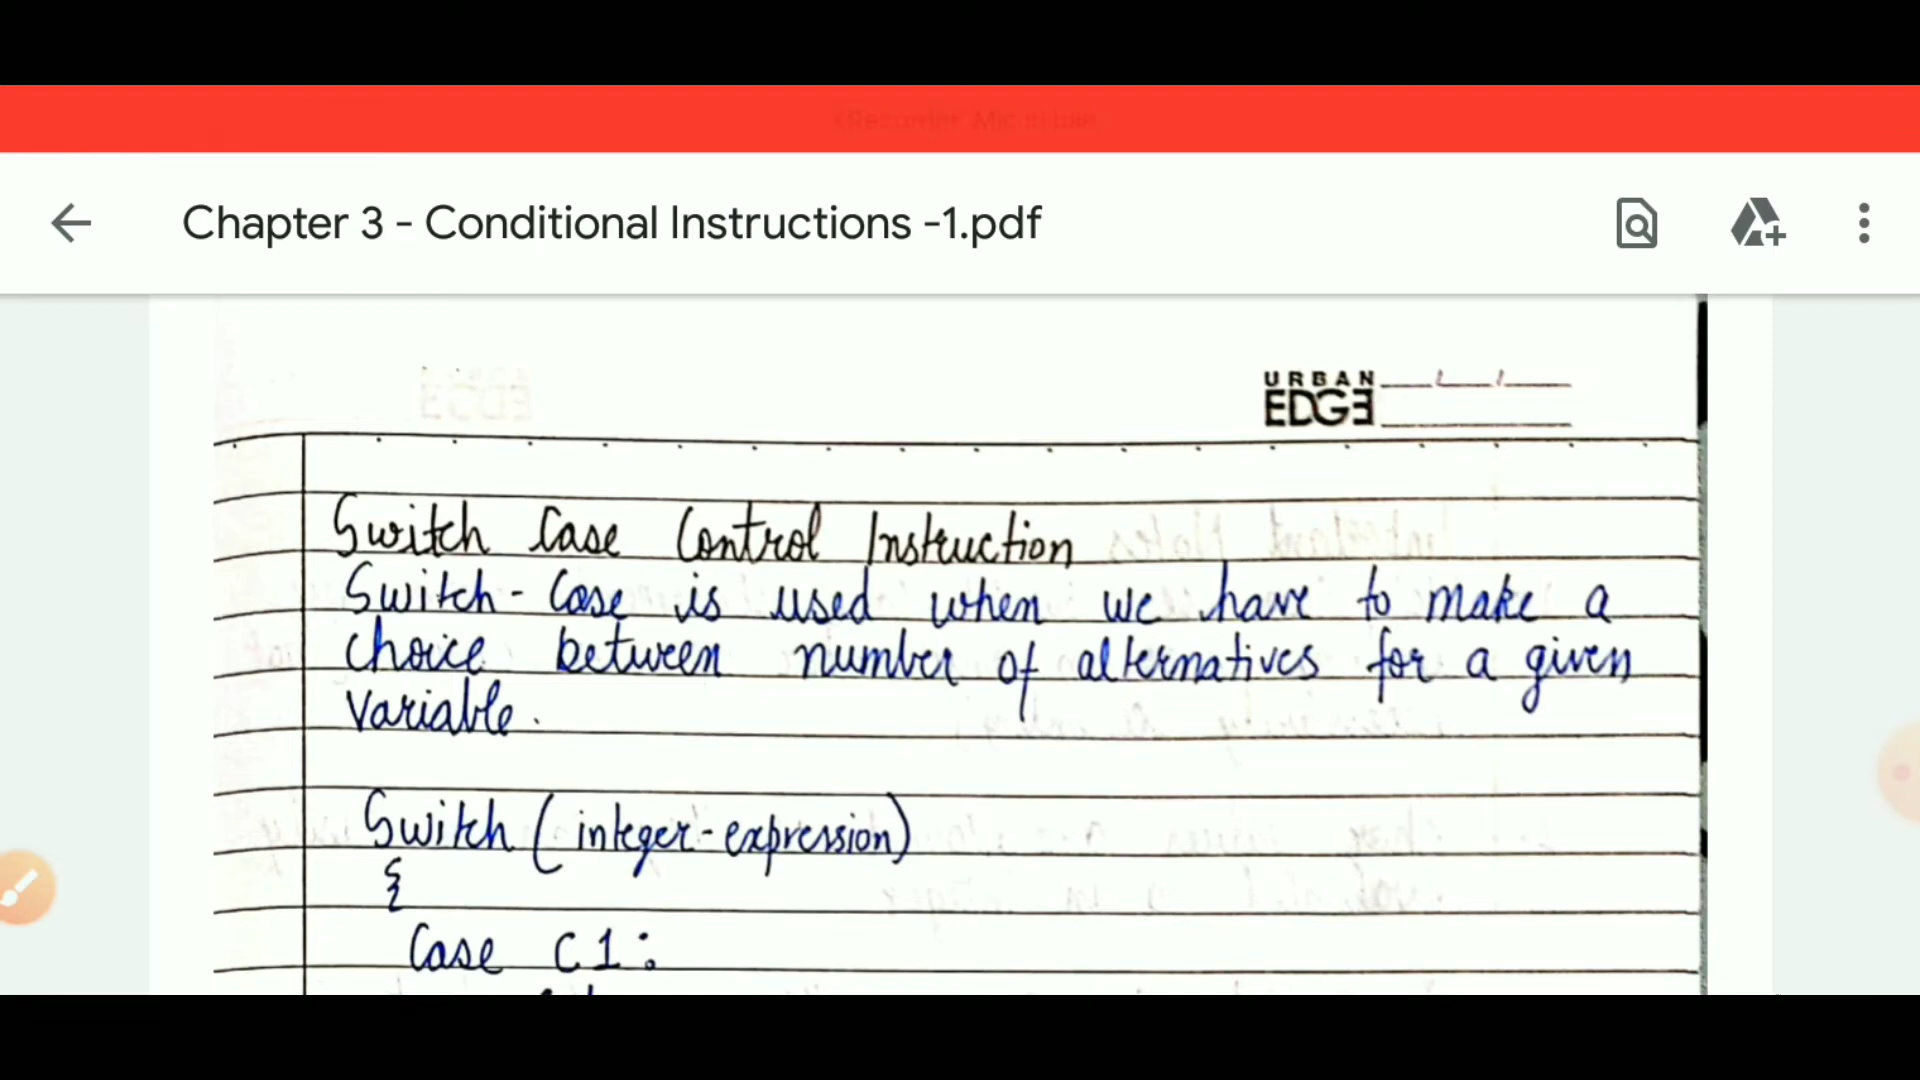 Chapter 3 - Conditional Instructions -1.pdf
URBAN
EDGE
Switch Case Control Instruction
Switch-Case is used when we have to make a
choice between number of alternatives for a given
Variable.
Switch (integer-expression)
{
Case C1: